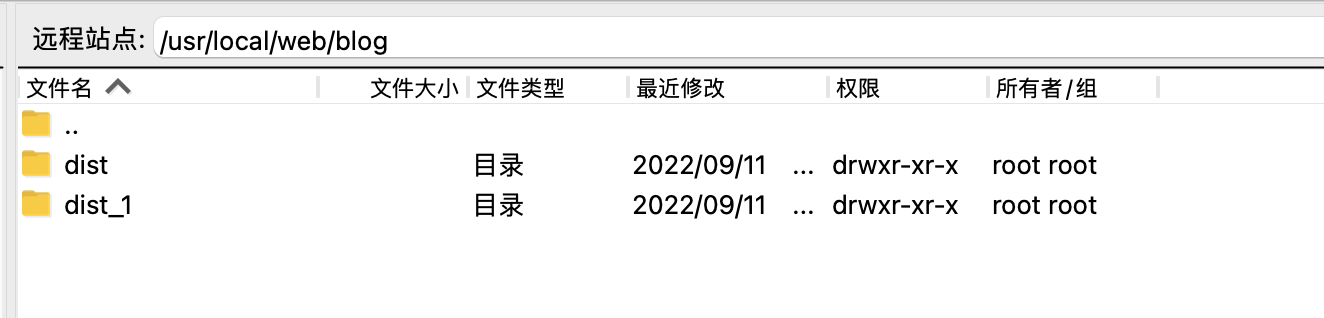 远程站点: /usr/local/web/blog
文件名 文件大小 文件类型 最近修改 权限 所有者/组
..
dist 目录 2022/09/11 ... drwxr-xr-x root root
dist_1 目录 2022/09/11 ... drwxr-xr-x root root